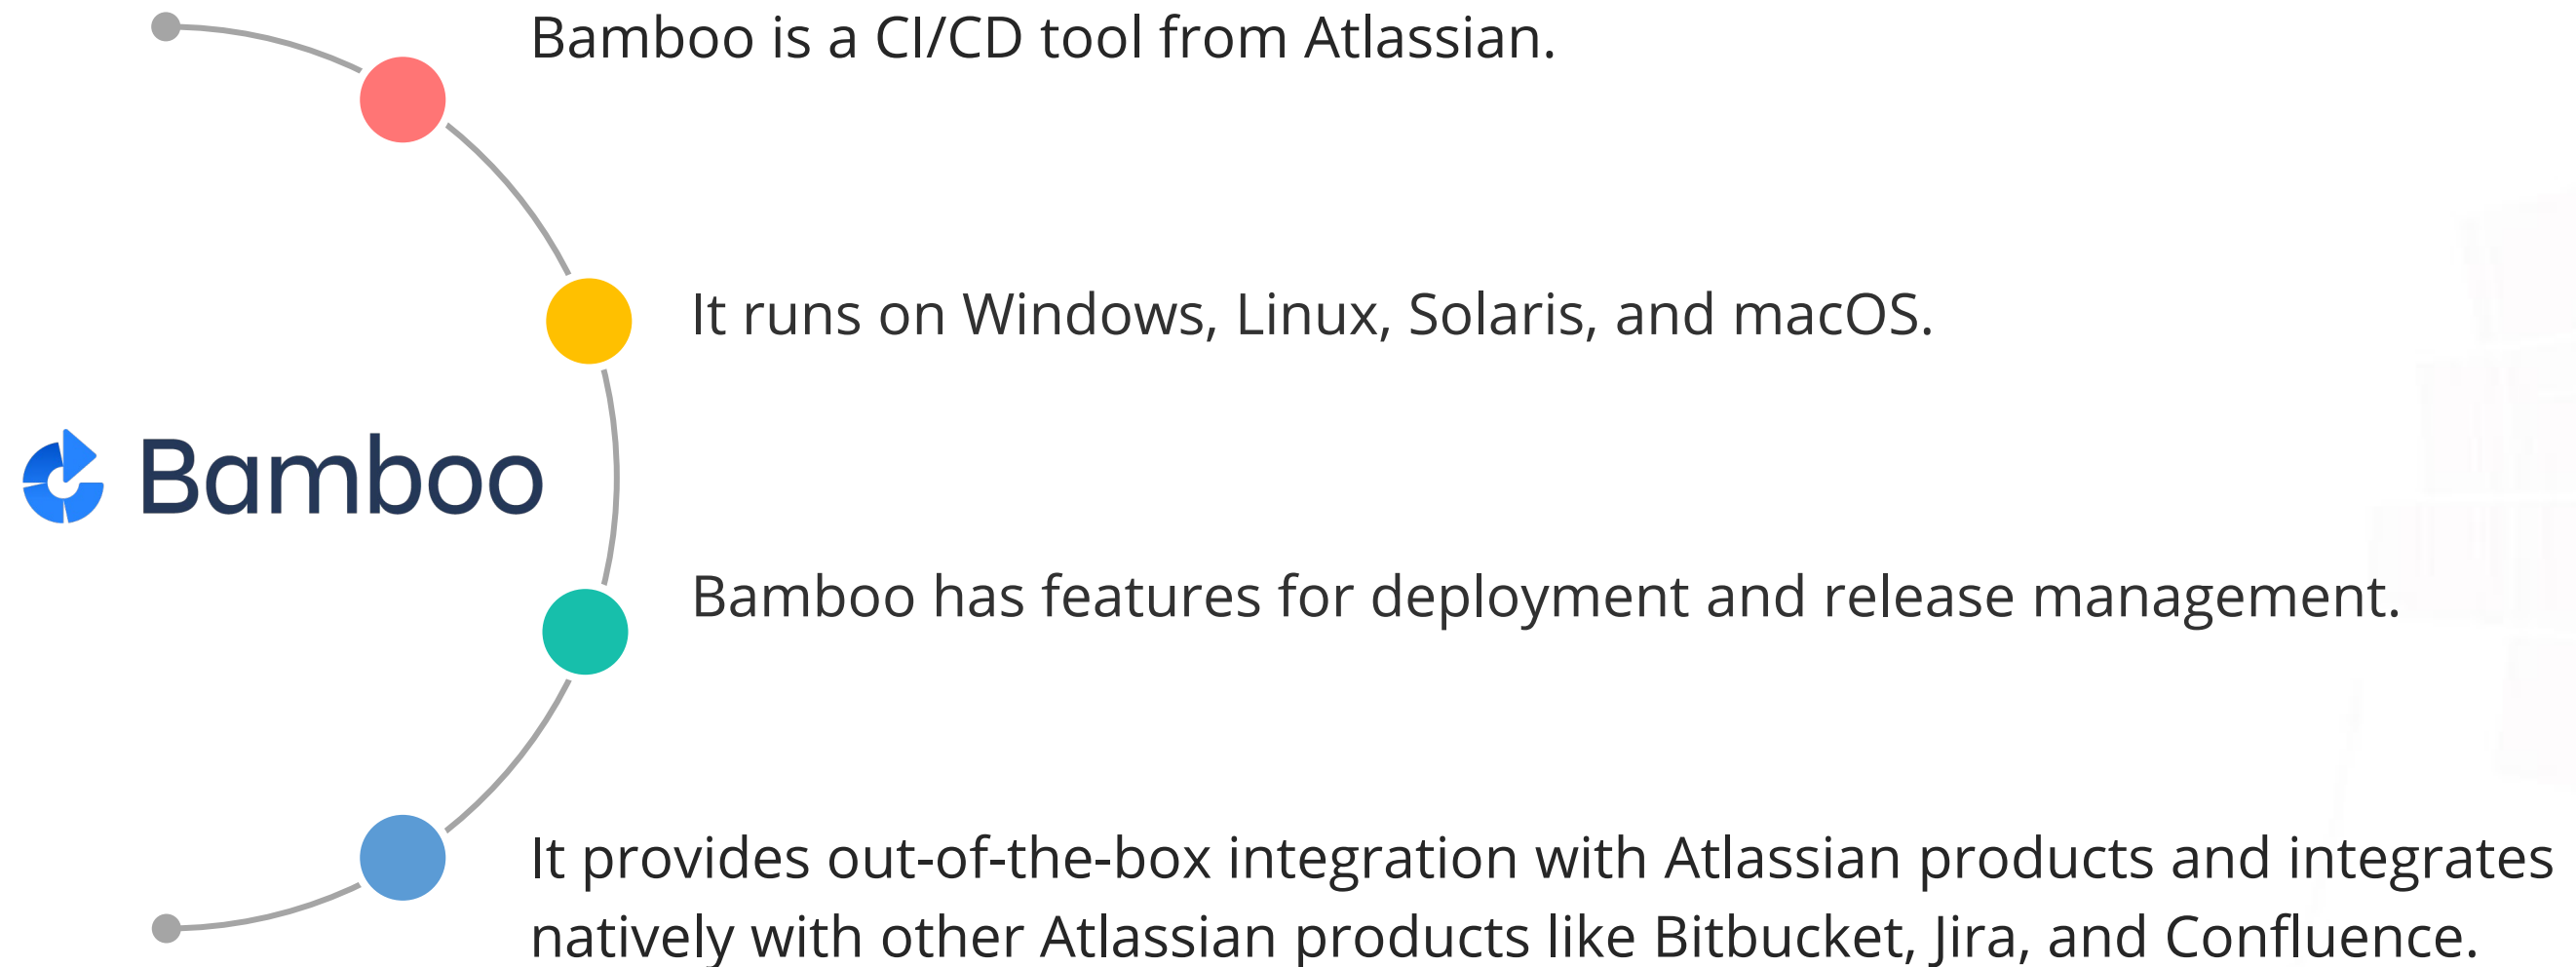 Bamboo is a CI/CD tool from Atlassian.
It runs on Windows, Linux, Solaris, and macOS.
Bamboo
Bamboo has features for deployment and release management.
It provides out-of-the-box integration with Atlassian products and integrates
natively with other Atlassian products like Bitbucket, Jira, and Confluence.